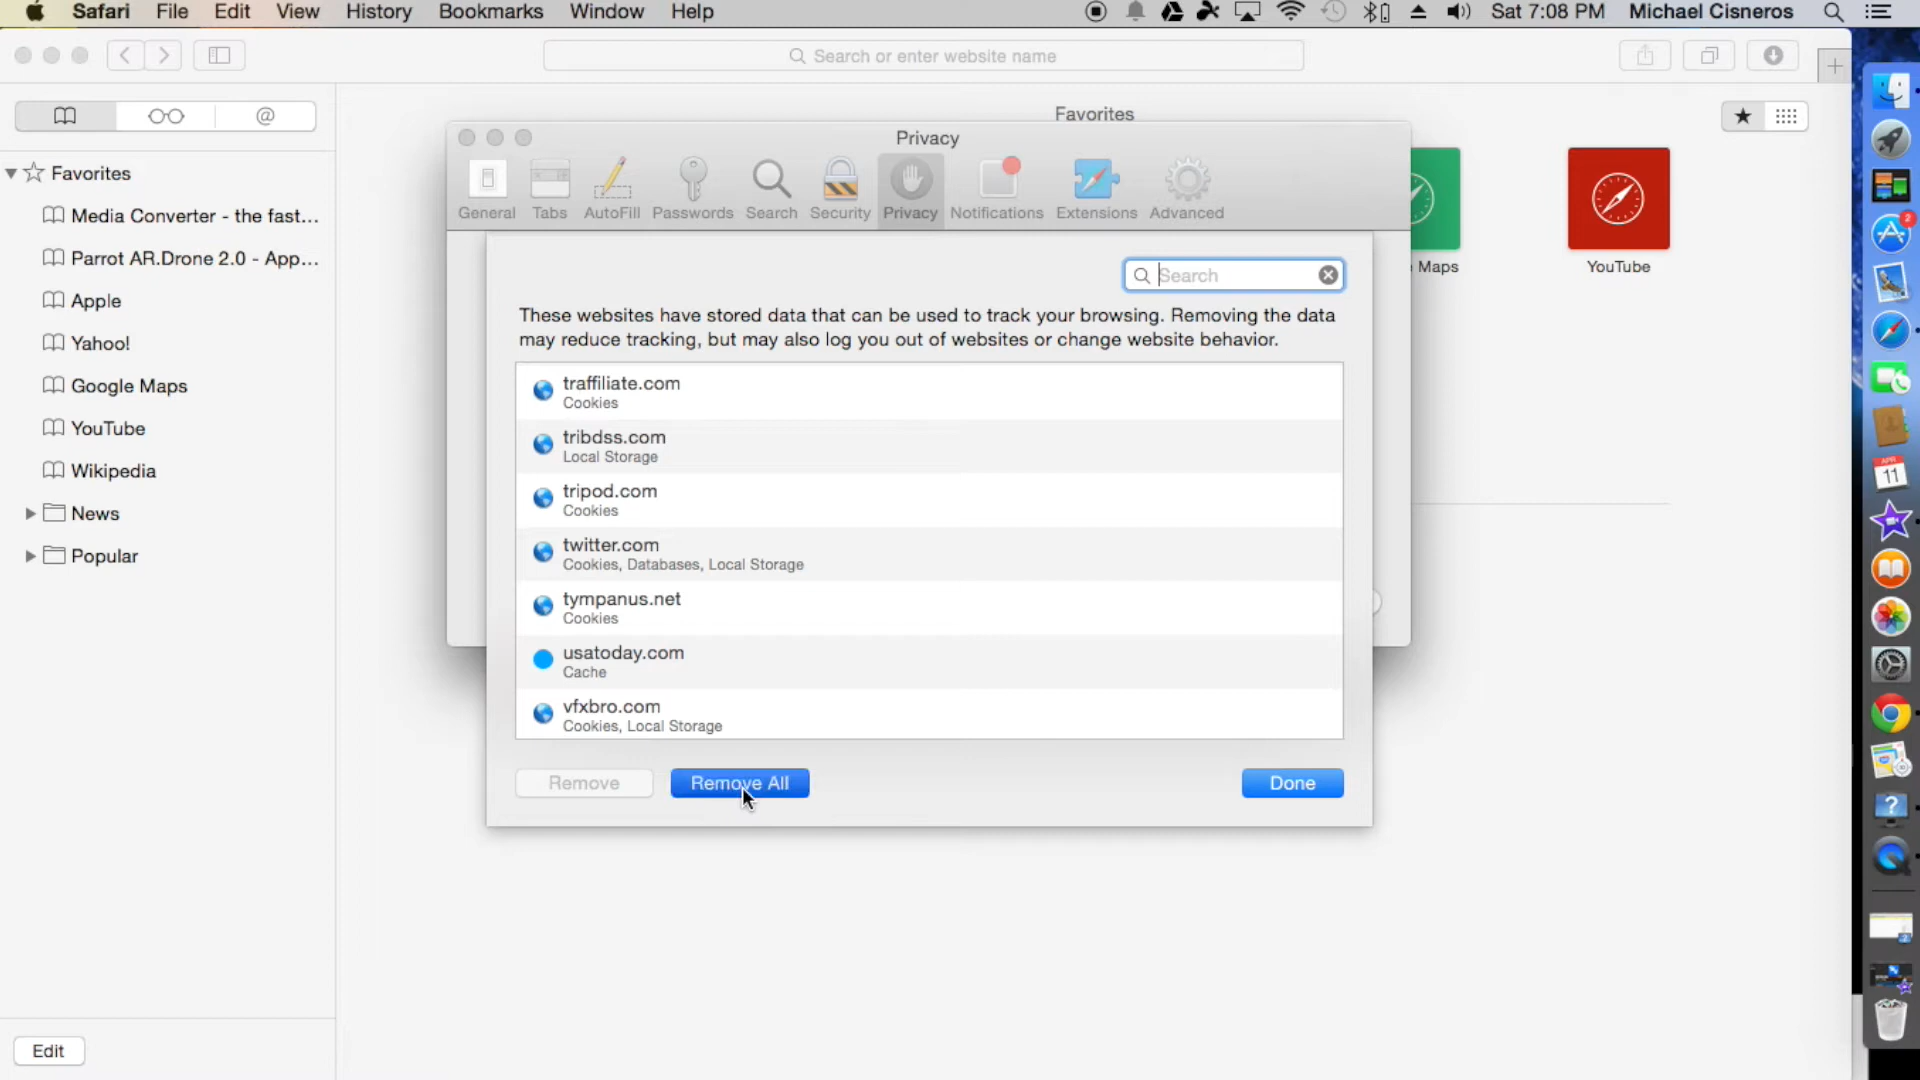 Safari File Edit View History Bookmarks Window Help Sat 7:08 PM Michael Cisneros
Search or enter website name
@
Favorites
Favorites
Media Converter - the fast...
Parrot AR.Drone 2.0 - App...
Apple
Yahoo!
Google Maps
YouTube
Wikipedia
News
Popular
Edit
Privacy
General Tabs AutoFill Passwords Search Security Privacy Notifications Extensions Advanced
Maps
YouTube
Search
These websites have stored data that can be used to track your browsing. Removing the data
may reduce tracking, but may also log you out of websites or change website behavior.
traffiliate.com
Cookies
tribdss.com
Local Storage
tripod.com
Cookies
twitter.com
Cookies, Databases, Local Storage
tympanus.net
Cookies
usatoday.com
Cache
vfxbro.com
Cookies, Local Storage
Remove
Remove All
Done
2
APR
11
?